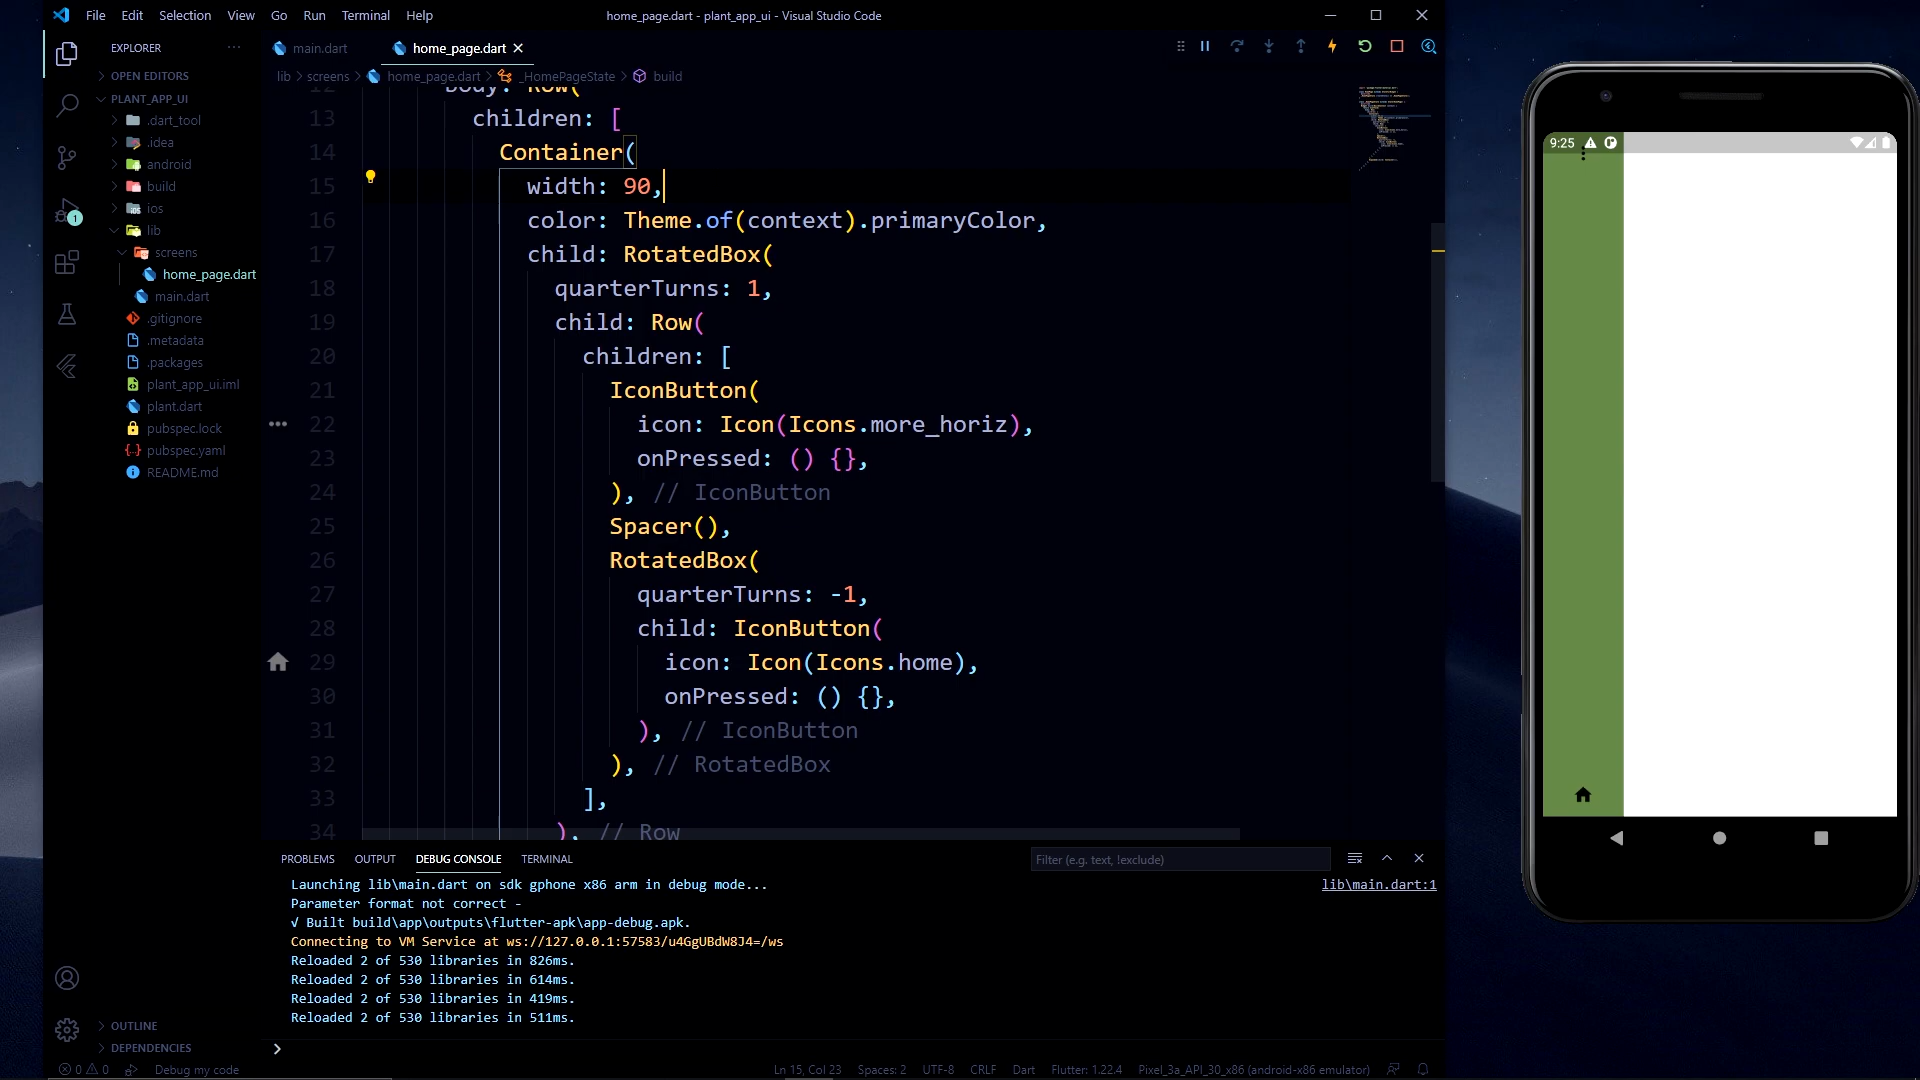 File Edit Selection View Go Run Terminal Help
home_page.dart - plant_app_ui - Visual Studio Code
EXPLORER
OPEN EDITORS
PLANT_APP_UI
.dart_tool
.idea
android
build
ios
lib
screens
home_page.dart
main.dart
.gitignore
.metadata
.packages
plant_app_ui.iml
plant.dart
pubspec.lock
pubspec.yaml
README.md
OUTLINE
DEPENDENCIES
1
main.dart
home_page.dart
lib > screens > home_page.dart > _HomePageState > build
12 body: Row(
13 children: [
14 Container(
15 width: 90,
16 color: Theme.of(context).primaryColor,
17 child: RotatedBox(
18 quarterTurns: 1,
19 child: Row(
20 children: [
21 IconButton(
22 icon: Icon(Icons.more_horiz),
23 onPressed: () {},
24 ), // IconButton
25 Spacer(),
26 RotatedBox(
27 quarterTurns: -1,
28 child: IconButton(
29 icon: Icon(Icons.home),
30 onPressed: () {},
31 ), // IconButton
32 ), // RotatedBox
33 ],
34 ), // Row
PROBLEMS OUTPUT DEBUG CONSOLE TERMINAL
Filter (e.g. text, !exclude)
Launching lib\main.dart on sdk gphone x86 arm in debug mode...
lib\main.dart:1
Parameter format not correct -
√ Built build\app\outputs\flutter-apk\app-debug.apk.
Connecting to VM Service at ws://127.0.0.1:57583/u4GgUBdW8J4=/ws
Reloaded 2 of 530 libraries in 826ms.
Reloaded 2 of 530 libraries in 614ms.
Reloaded 2 of 530 libraries in 419ms.
Reloaded 2 of 530 libraries in 511ms.
0 0 Debug my code
Ln 15, Col 23 Spaces: 2 UTF-8 CRLF Dart Flutter: 1.22.4 Pixel_3a_API_30_x86 (android-x86 emulator)
9:25